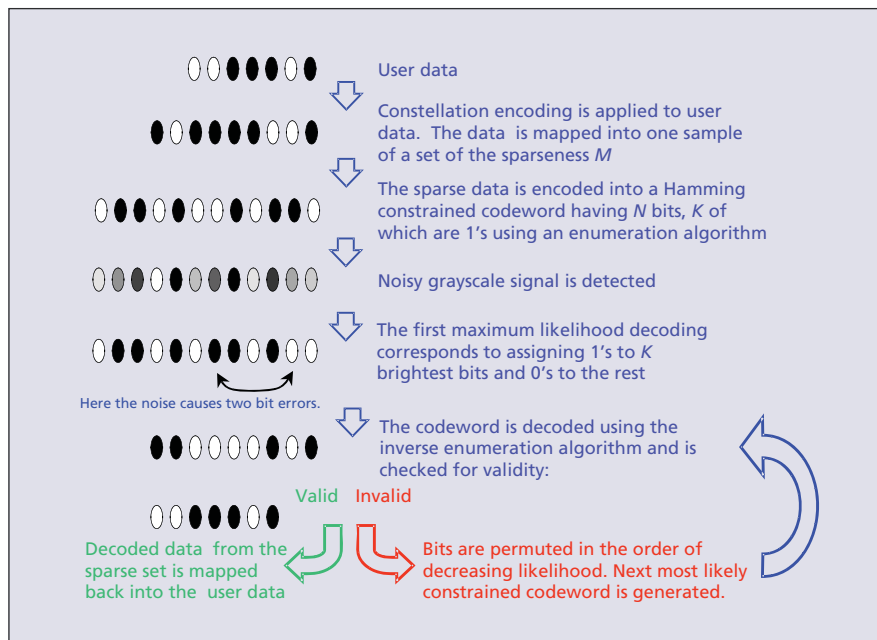 User data
Constellation encoding is applied to user
data. The data is mapped into one sample
of a set of the sparseness M
The sparse data is encoded into a Hamming
constrained codeword having N bits, K of
which are 1's using an enumeration algorithm
Noisy grayscale signal is detected
The first maximum likelihood decoding
corresponds to assigning 1's to K
brightest bits and 0's to the rest
Here the noise causes two bit errors.
The codeword is decoded using the
inverse enumeration algorithm and is
checked for validity:
Valid Invalid
Decoded data from the
sparse set is mapped
back into the user data
Bits are permuted in the order of
decreasing likelihood. Next most likely
constrained codeword is generated.